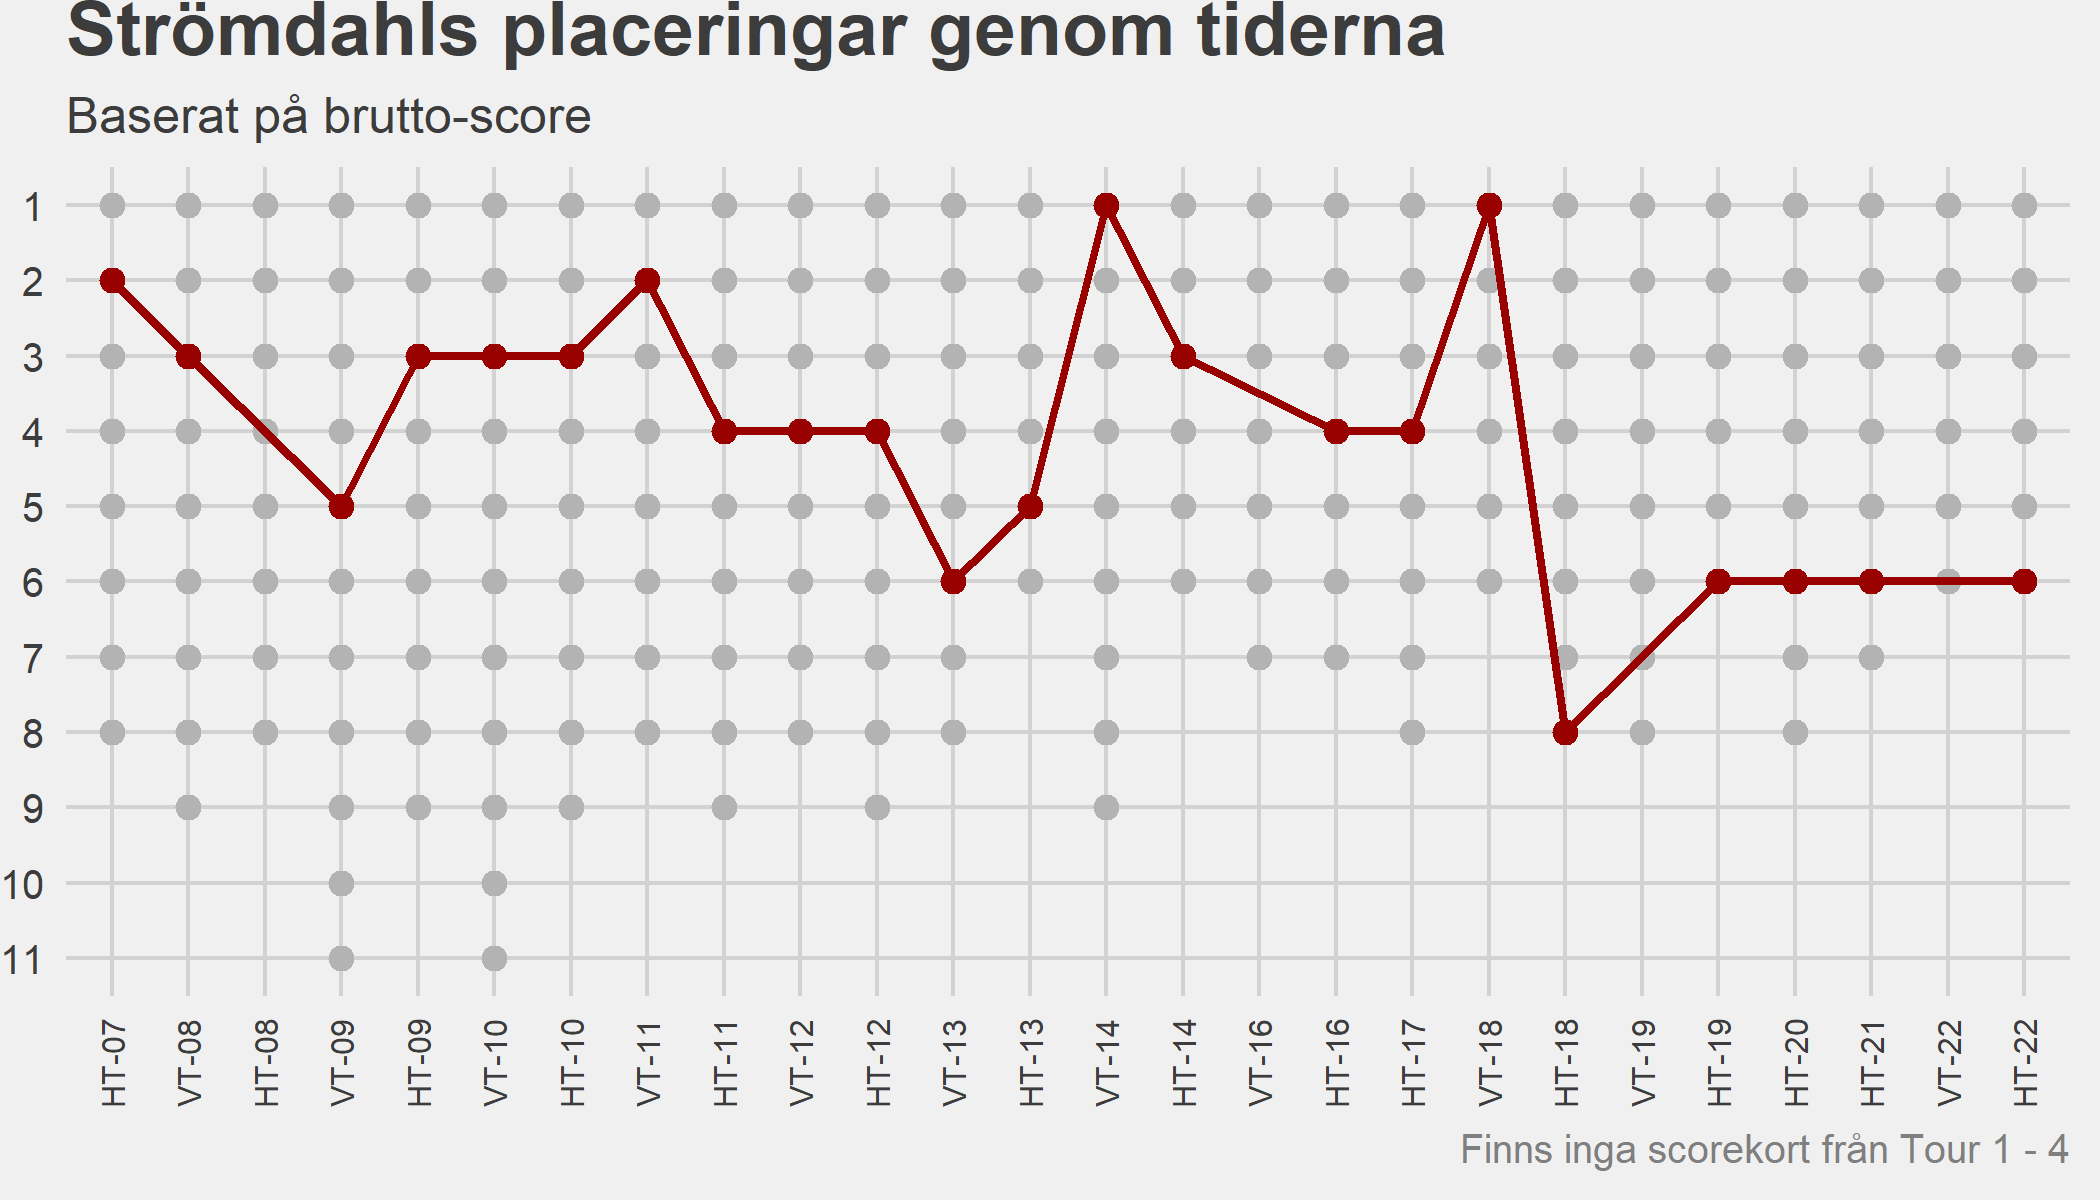 Strömdahls placeringar genom tiderna
Baserat på brutto-score
1
2
3
4
5
6
7
8
9
10
11
HT-07
VT-08
HT-08
VT-09
HT-09
VT-10
HT-10
VT-11
HT-11
VT-12
HT-12
VT-13
HT-13
VT-14
HT-14
VT-16
HT-16
HT-17
VT-18
HT-18
VT-19
HT-19
HT-20
HT-21
VT-22
HT-22
Finns inga scorekort från Tour 1 - 4